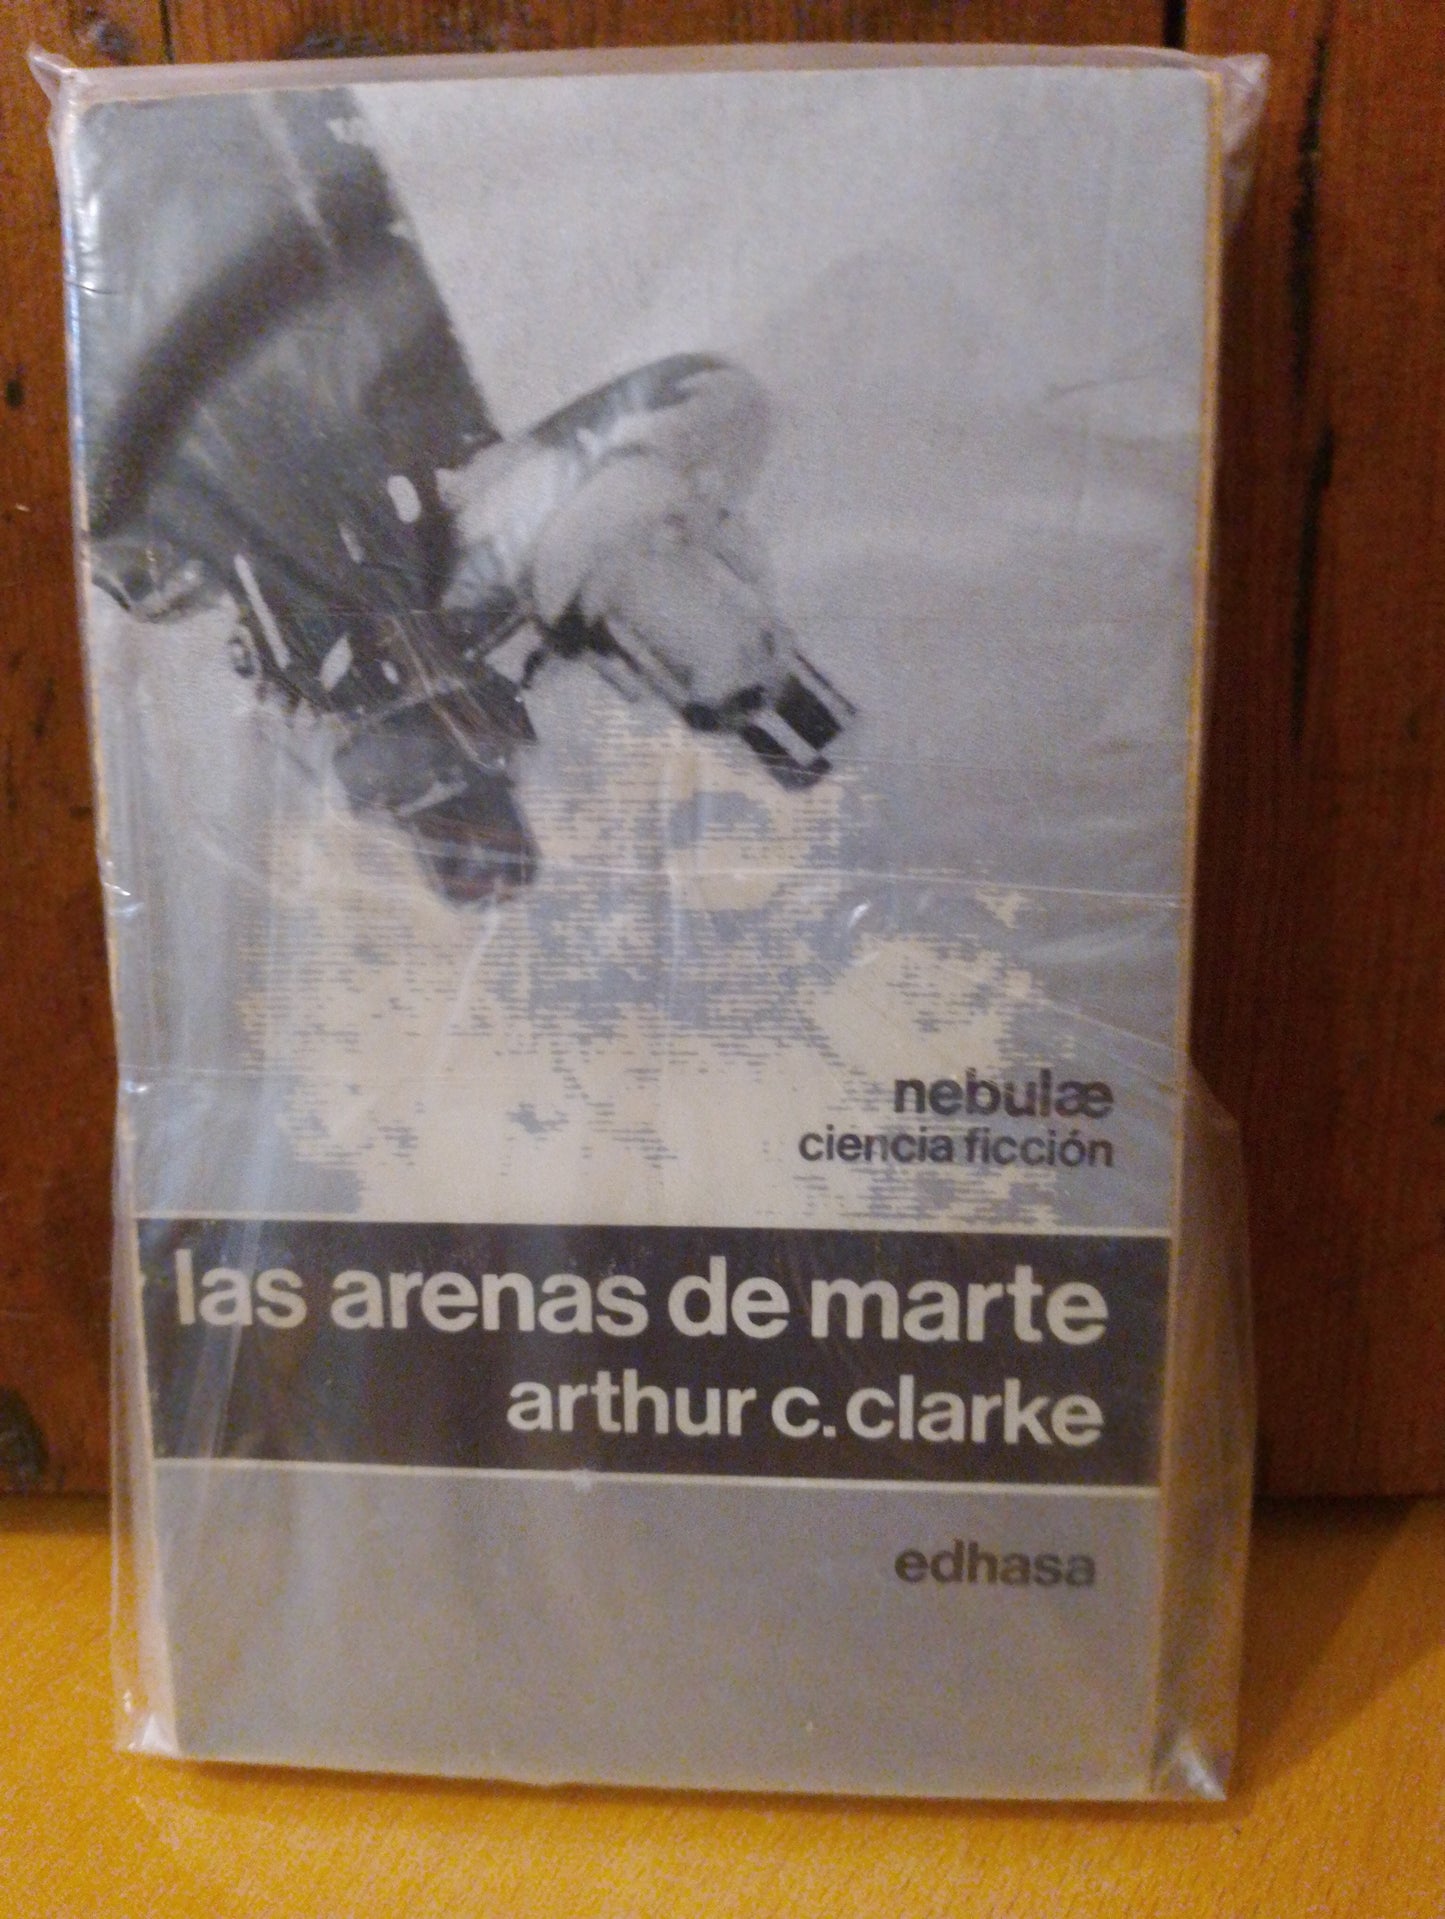 nebulæ
ciencia ficción
las arenas de marte
arthur c. clarke
edhasa